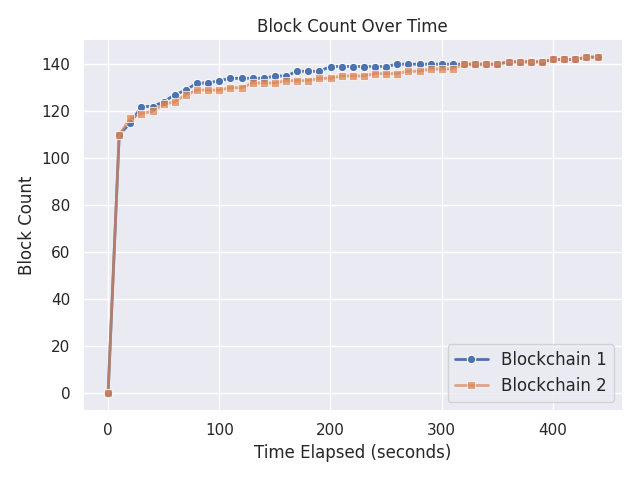 Block Count Over Time
Block Count
140
120
100
80
60
40
20
0
Blockchain 1
Blockchain 2
0 100 200 300 400
Time Elapsed (seconds)